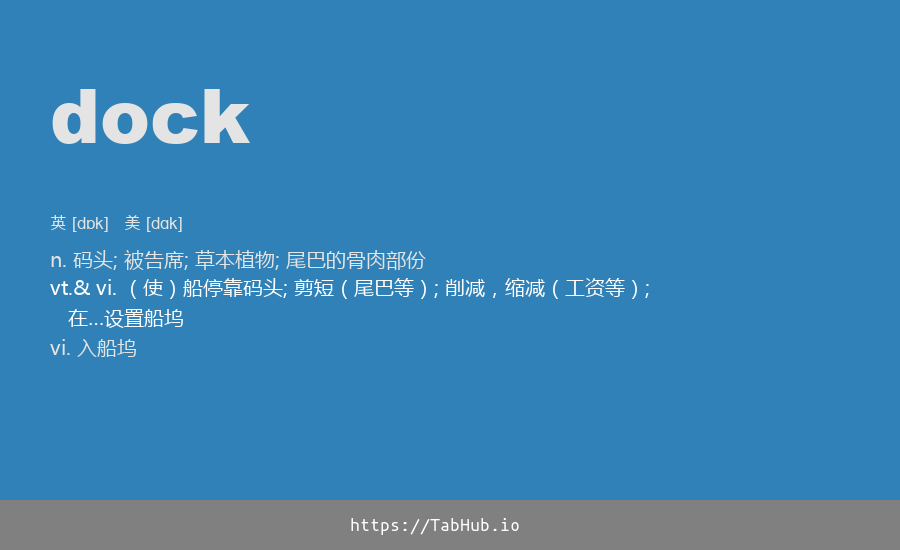 dock
英 [dɒk] 美 [dɑk]
n. 码头; 被告席; 草本植物; 尾巴的骨肉部份
vt.& vi. （使）船停靠码头; 剪短（尾巴等）; 削减，缩减（工资等）;
在…设置船坞
vi. 入船坞
https://TabHub.io